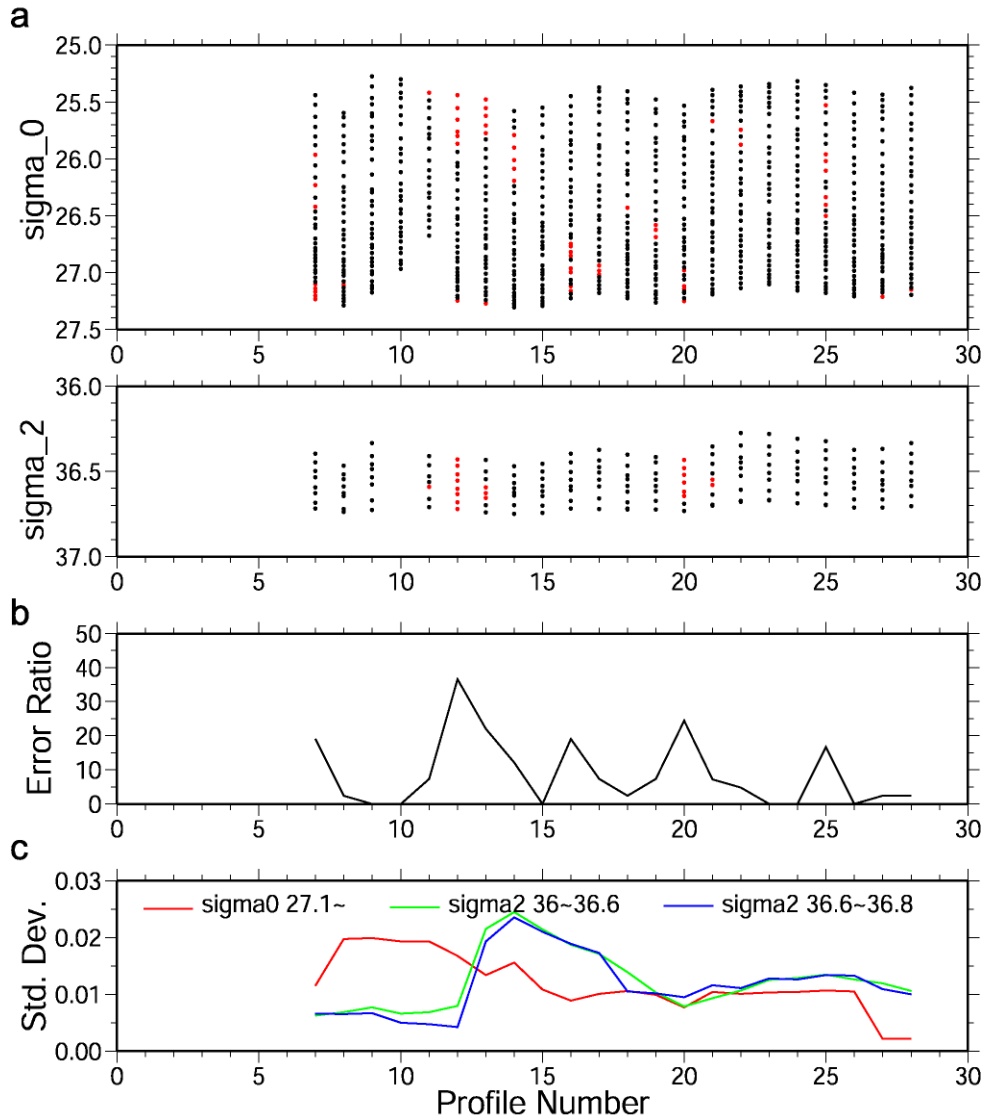 a
25.0
25.5
26.0
26.5
27.0
27.5
sigma_0
0 5 10 15 20 25 30
36.0
36.5
37.0
sigma_2
0 5 10 15 20 25 30
b
50
40
30
20
10
0
Error Ratio
0 5 10 15 20 25 30
c
0.03
0.02
0.01
0.00
Std. Dev.
sigma0 27.1~ sigma2 36~36.6 sigma2 36.6~36.8
0 5 10 15 20 25 30
Profile Number